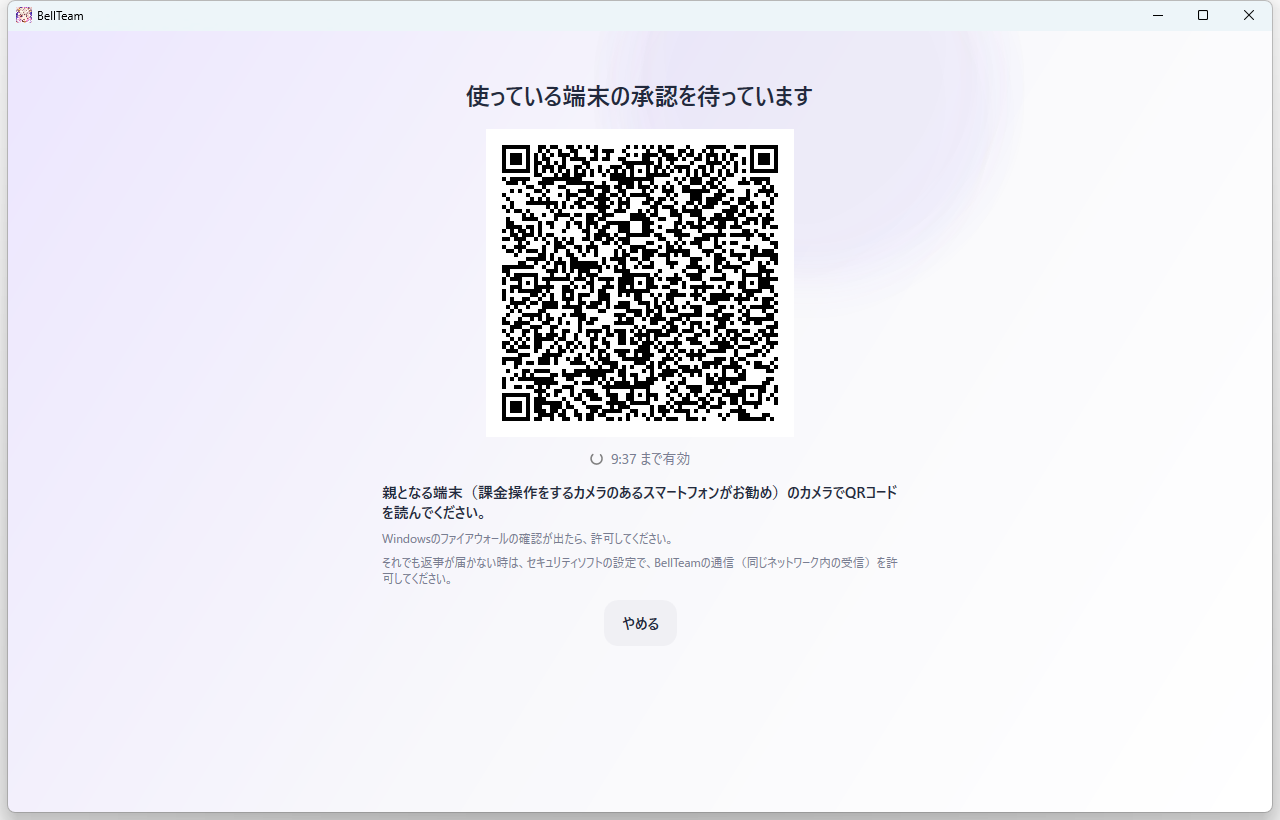 BellTeam
使っている端末の承認を待っています
9:37 まで有効
親となる端末（課金操作をするカメラのあるスマートフォンがお勧め）のカメラでQRコード
を読んでください。
Windowsのファイアウォールの確認が出たら、許可してください。
それでも返事が届かない時は、セキュリティソフトの設定で、BellTeamの通信（同じネットワーク内の受信）を許
可してください。
やめる